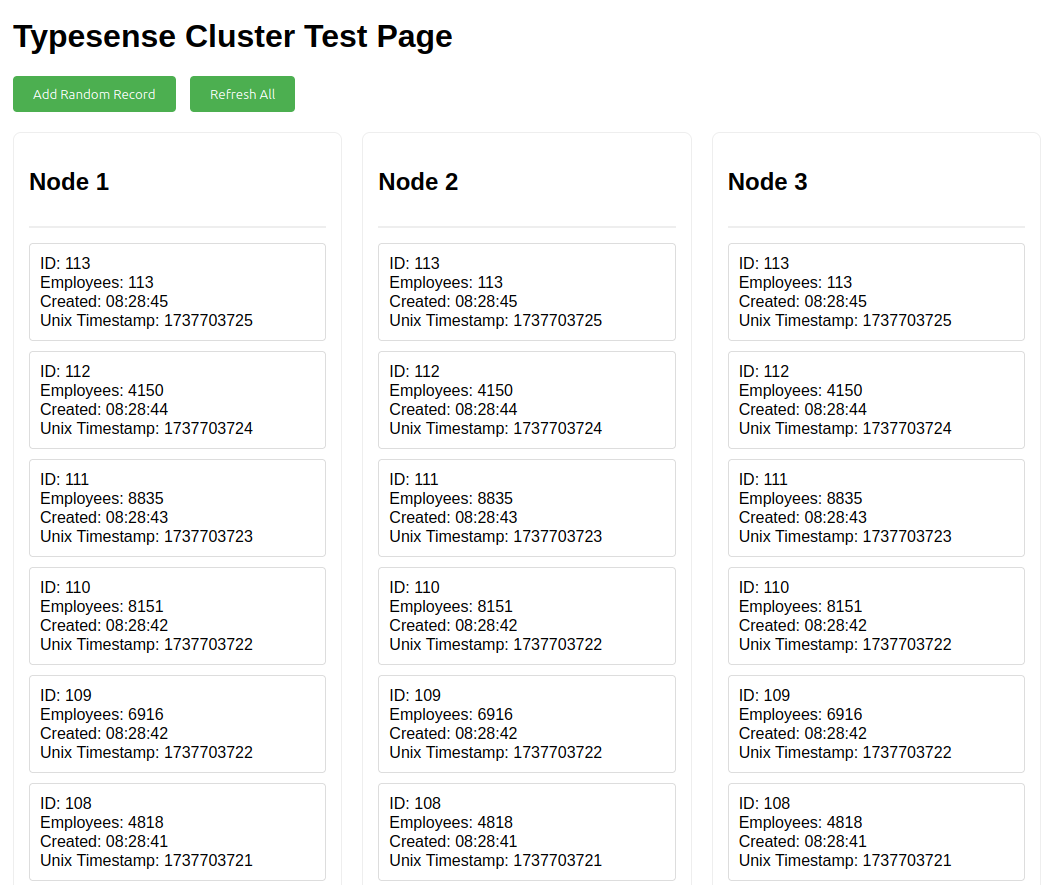 Typesense Cluster Test Page
Add Random Record
Refresh All
Node 1
ID: 113
Employees: 113
Created: 08:28:45
Unix Timestamp: 1737703725
ID: 112
Employees: 4150
Created: 08:28:44
Unix Timestamp: 1737703724
ID: 111
Employees: 8835
Created: 08:28:43
Unix Timestamp: 1737703723
ID: 110
Employees: 8151
Created: 08:28:42
Unix Timestamp: 1737703722
ID: 109
Employees: 6916
Created: 08:28:42
Unix Timestamp: 1737703722
ID: 108
Employees: 4818
Created: 08:28:41
Unix Timestamp: 1737703721
Node 2
ID: 113
Employees: 113
Created: 08:28:45
Unix Timestamp: 1737703725
ID: 112
Employees: 4150
Created: 08:28:44
Unix Timestamp: 1737703724
ID: 111
Employees: 8835
Created: 08:28:43
Unix Timestamp: 1737703723
ID: 110
Employees: 8151
Created: 08:28:42
Unix Timestamp: 1737703722
ID: 109
Employees: 6916
Created: 08:28:42
Unix Timestamp: 1737703722
ID: 108
Employees: 4818
Created: 08:28:41
Unix Timestamp: 1737703721
Node 3
ID: 113
Employees: 113
Created: 08:28:45
Unix Timestamp: 1737703725
ID: 112
Employees: 4150
Created: 08:28:44
Unix Timestamp: 1737703724
ID: 111
Employees: 8835
Created: 08:28:43
Unix Timestamp: 1737703723
ID: 110
Employees: 8151
Created: 08:28:42
Unix Timestamp: 1737703722
ID: 109
Employees: 6916
Created: 08:28:42
Unix Timestamp: 1737703722
ID: 108
Employees: 4818
Created: 08:28:41
Unix Timestamp: 1737703721